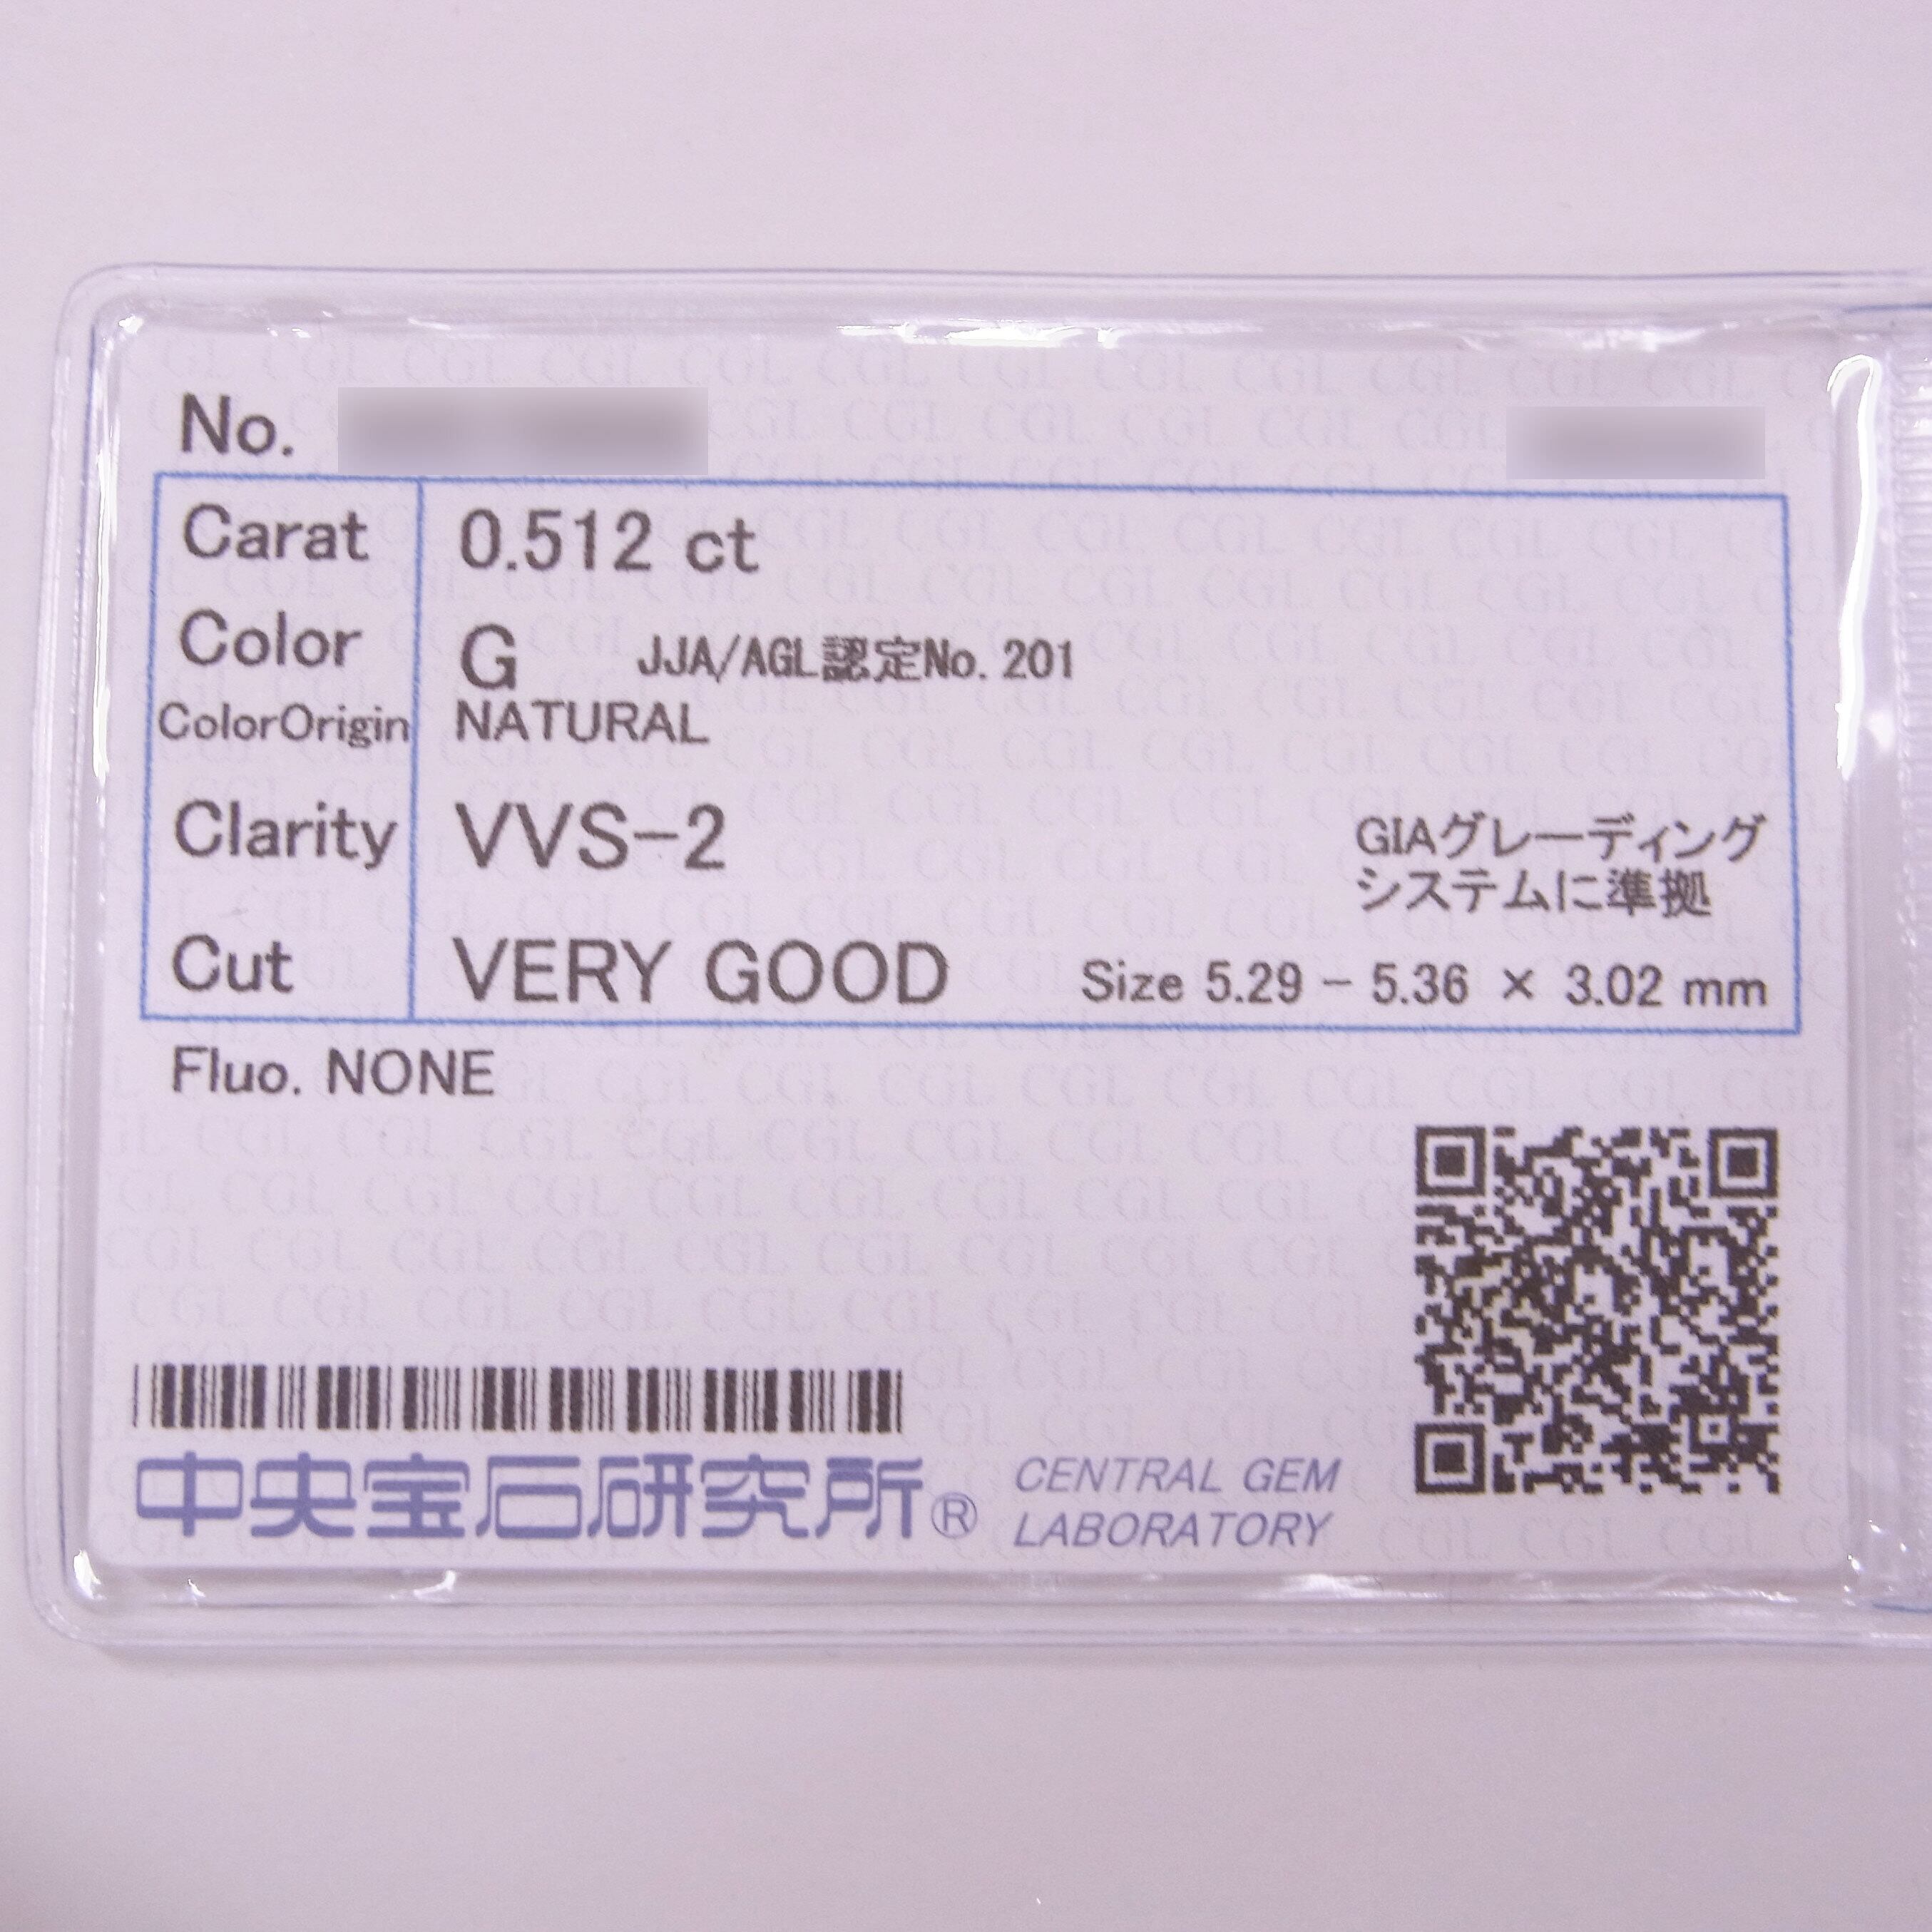 No.
Carat 0.512 ct
Color G JJA/AGL認定No. 201
ColorOrigin NATURAL
Clarity VVS-2 GIAグレーディング
システムに準拠
Cut VERY GOOD Size 5.29 - 5.36 × 3.02 mm
Fluo. NONE
中央宝石研究所® CENTRAL GEM
LABORATORY